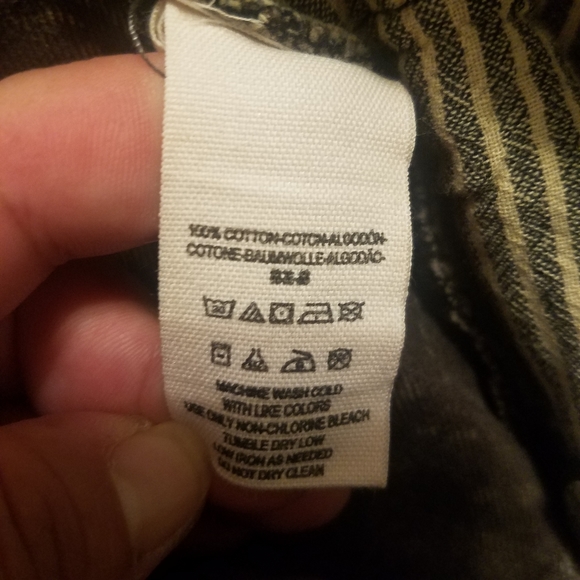 100% COTTON-COTON-ALGODÓN-
COTONE-BAUMWOLLE-ALGODÃO-
MACHINE WASH COLD
WITH LIKE COLORS
USE ONLY NON-CHLORINE BLEACH
TUMBLE DRY LOW
LOW IRON AS NEEDED
DO NOT DRY CLEAN